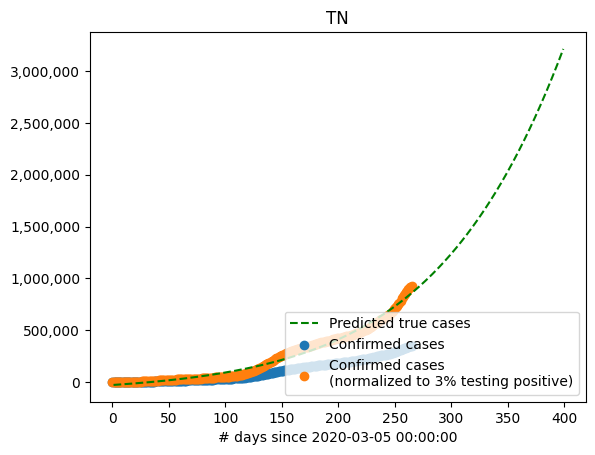 TN
3,000,000
2,500,000
2,000,000
1,500,000
1,000,000
500,000
0
Predicted true cases
Confirmed cases
Confirmed cases
(normalized to 3% testing positive)
0 50 100 150 200 250 300 350 400
# days since 2020-03-05 00:00:00